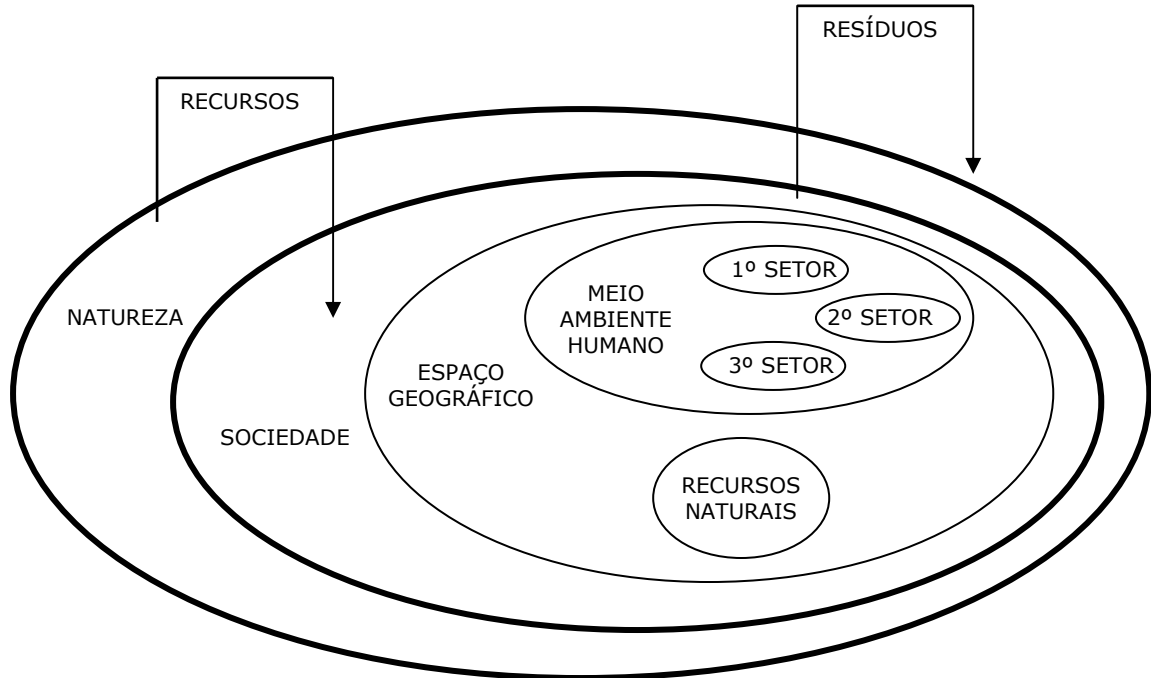 RESÍDUOS
RECURSOS
NATUREZA
SOCIEDADE
ESPAÇO
GEOGRÁFICO
MEIO
AMBIENTE
HUMANO
1º SETOR
2º SETOR
3º SETOR
RECURSOS
NATURAIS